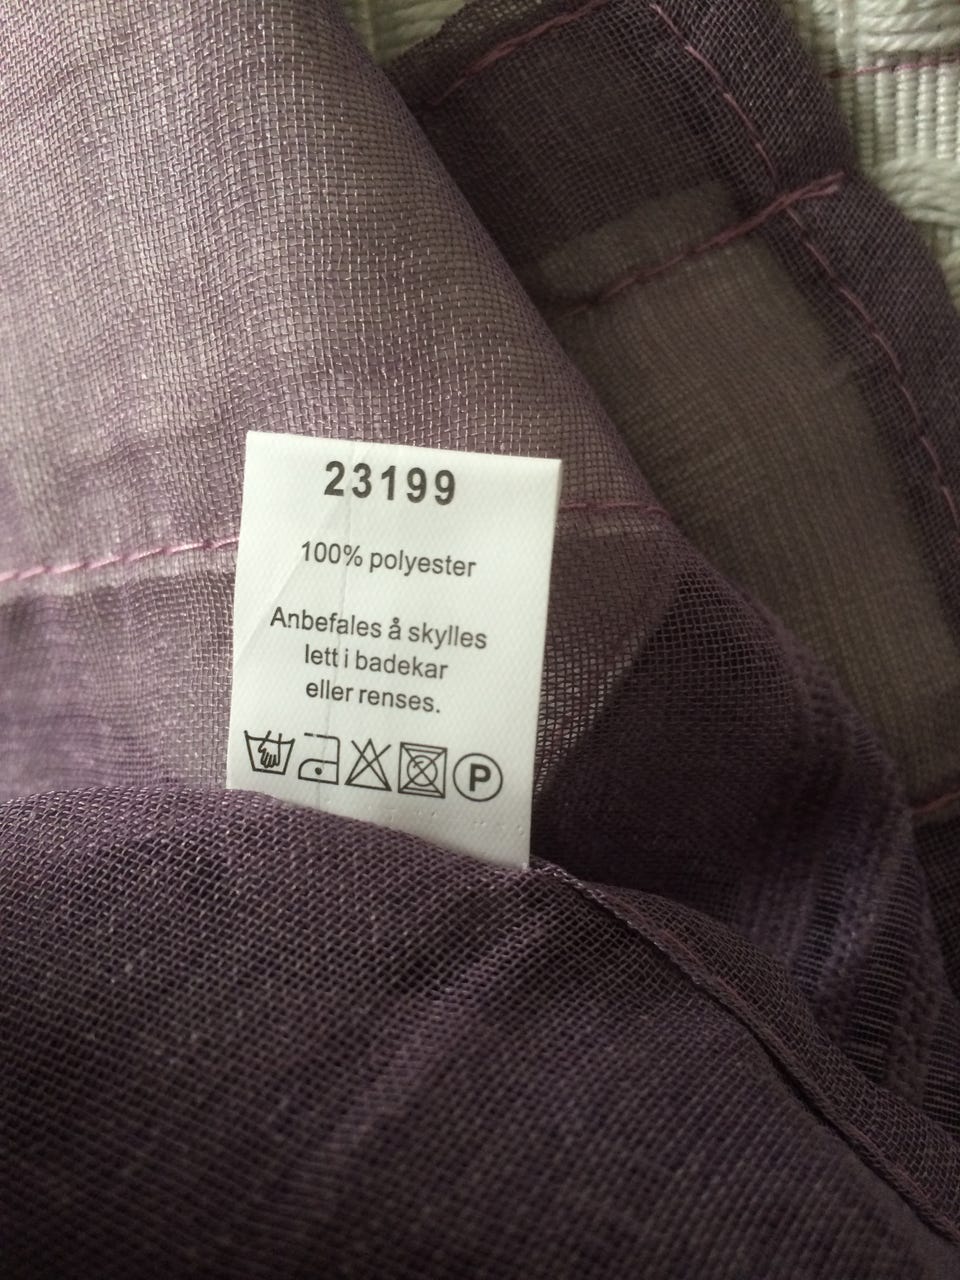 23199
100% polyester
Anbefales å skylles
lett i badekar
eller renses.
P